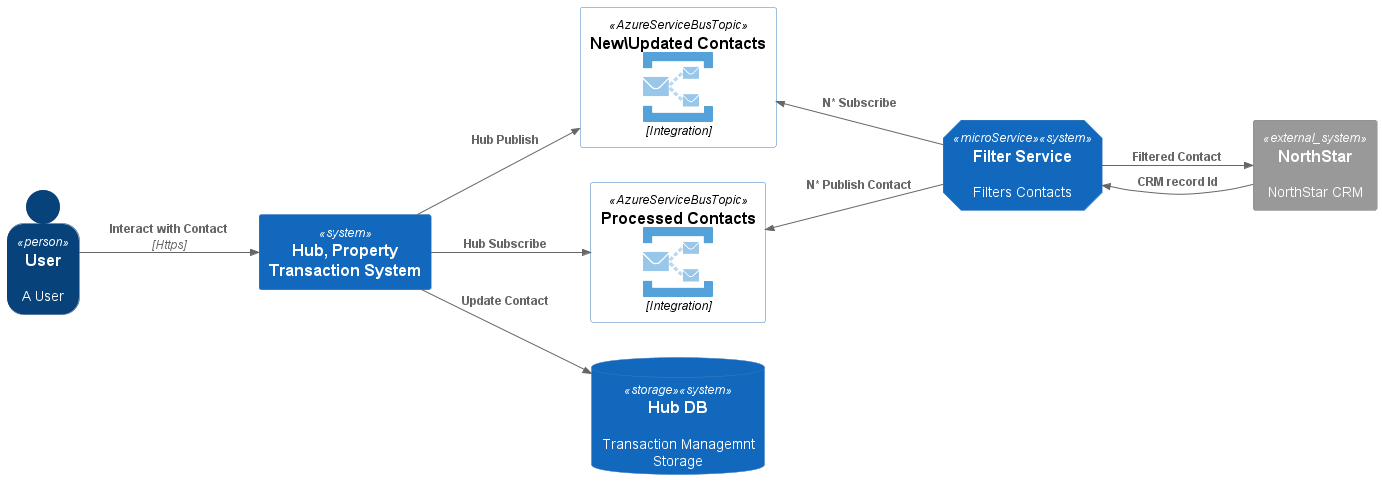 «person»
User
A User
Interact with Contact
[Https]
«system»
Hub, Property
Transaction System
Hub Publish
Hub Subscribe
Update Contact
«AzureServiceBusTopic»
New\Updated Contacts
[Integration]
«AzureServiceBusTopic»
Processed Contacts
[Integration]
«storage»«system»
Hub DB
Transaction Managemnt
Storage
N* Subscribe
N* Publish Contact
«microService»«system»
Filter Service
Filters Contacts
Filtered Contact
CRM record Id
«external_system»
NorthStar
NorthStar CRM